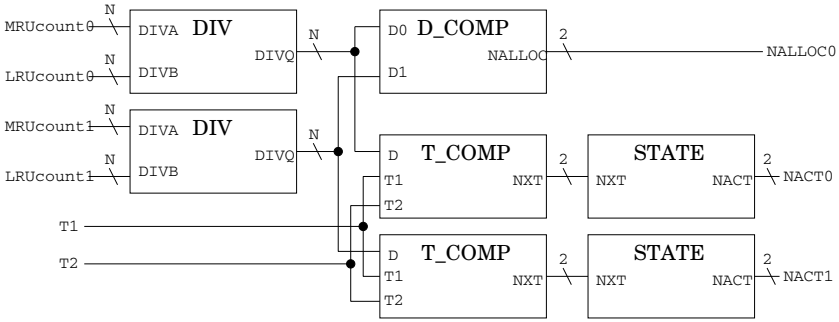 MRUcount0 N DIVA DIV DIVQ N
LRUcount0 N DIVB
D0 D_COMP NALLOC 2 NALLOC0
D1
MRUcount1 N DIVA DIV DIVQ N
LRUcount1 N DIVB
D T_COMP NXT 2 NXT STATE NACT 2 NACT0
T1
T2
T1
T2
D T_COMP NXT 2 NXT STATE NACT 2 NACT1
T1
T2